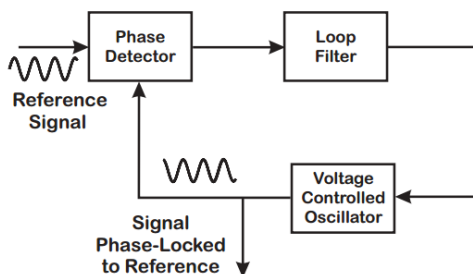 Phase
Detector
Loop
Filter
Reference
Signal
Voltage
Controlled
Oscillator
Signal
Phase-Locked
to Reference